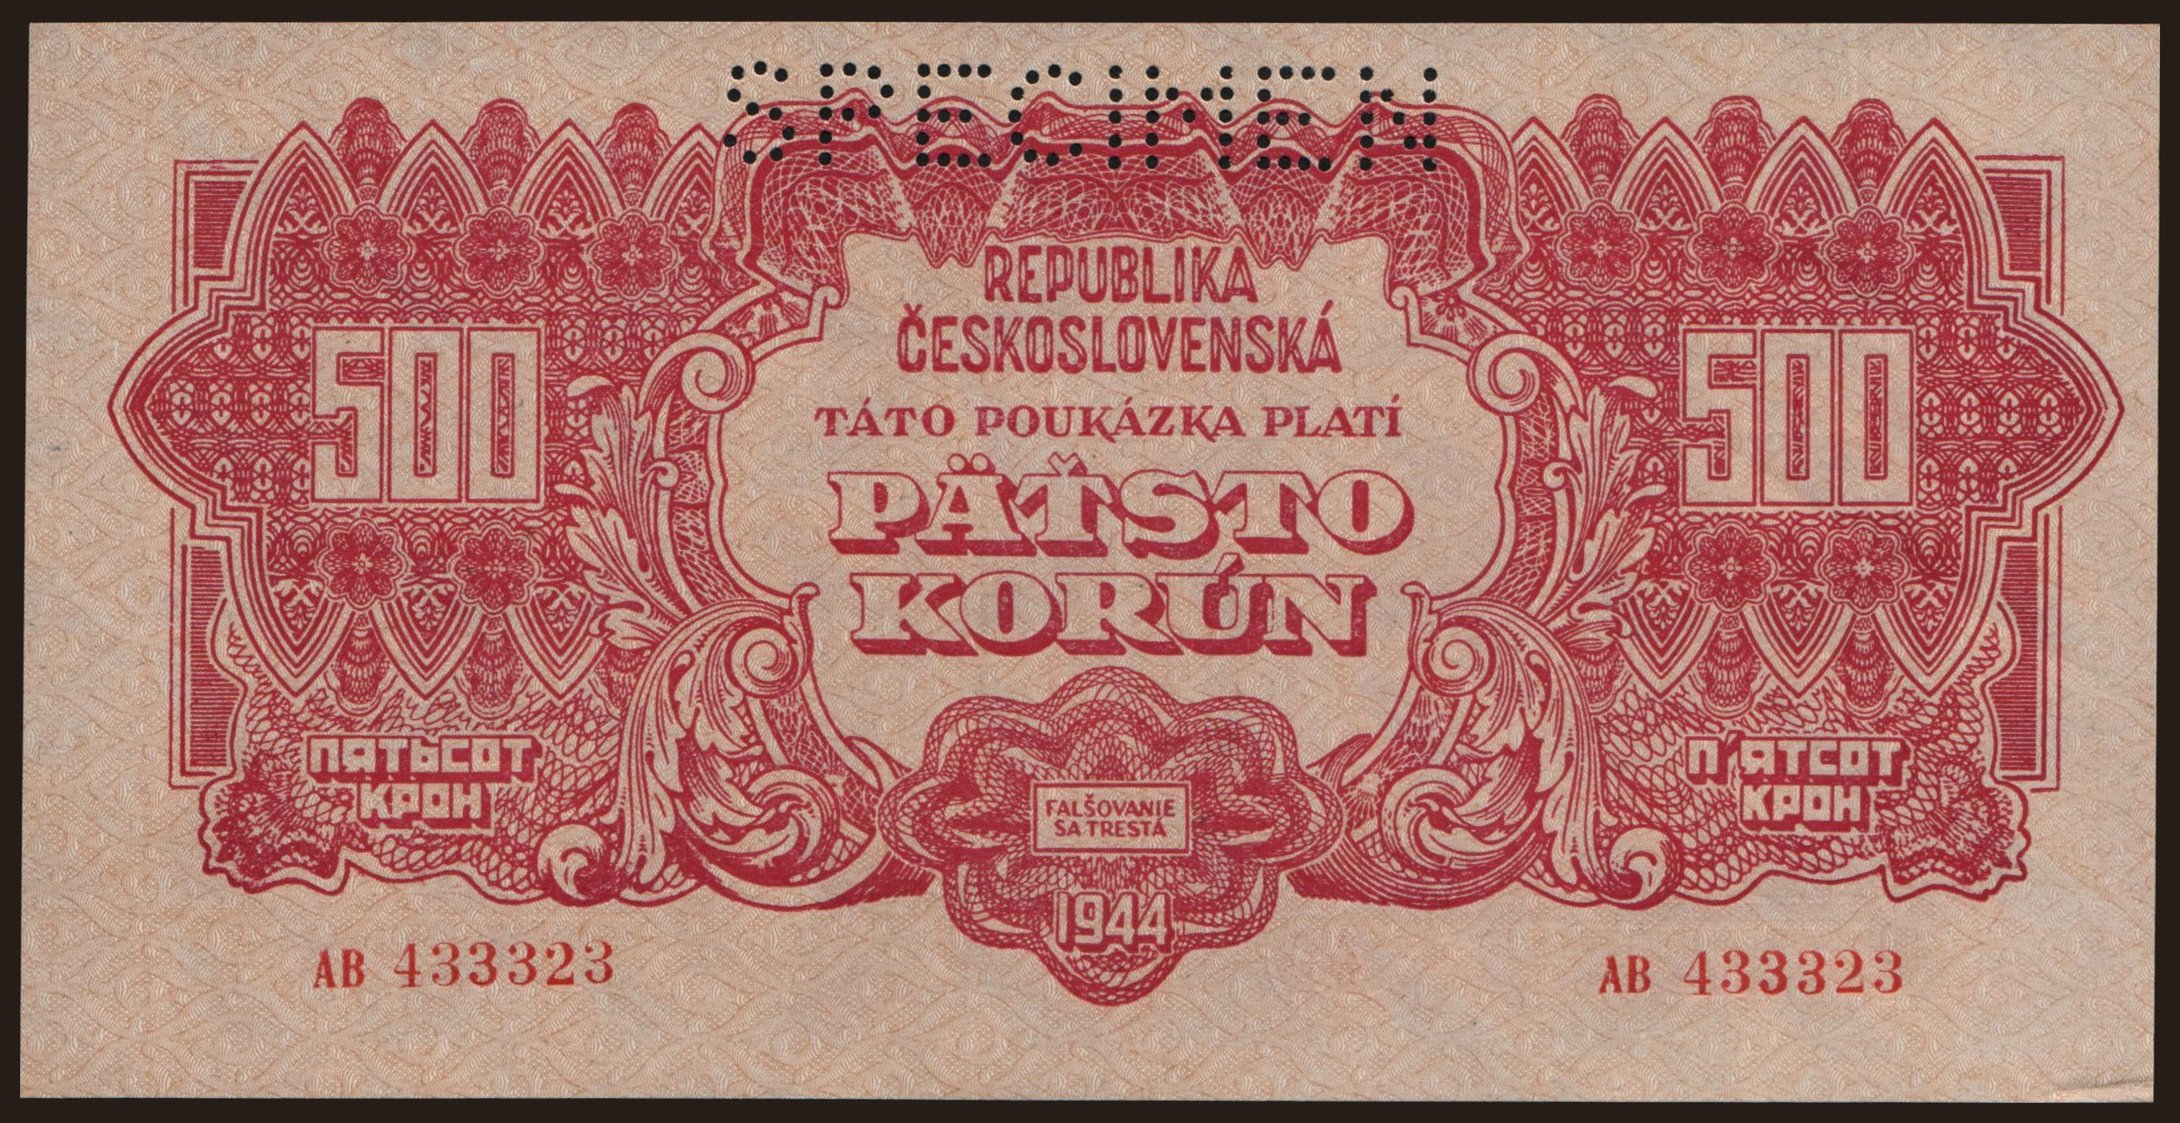 SPECIMEN
REPUBLIKA
ČESKOSLOVENSKÁ
TÁTO POUKÁZKA PLATÍ
PÄŤSTO
KORÚN
500
500
ПЯТЬСОТ
КРОН
П'ЯТСОТ
КРОН
FALŠOVANIE
SA TRESTÁ
1944
AB 433323
AB 433323